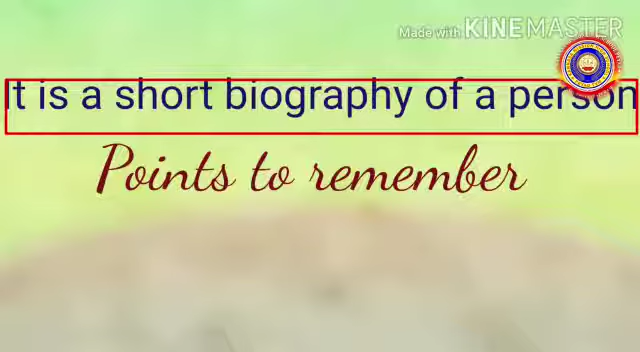 Made with KINEMASTER
It is a short biography of a person
Points to remember